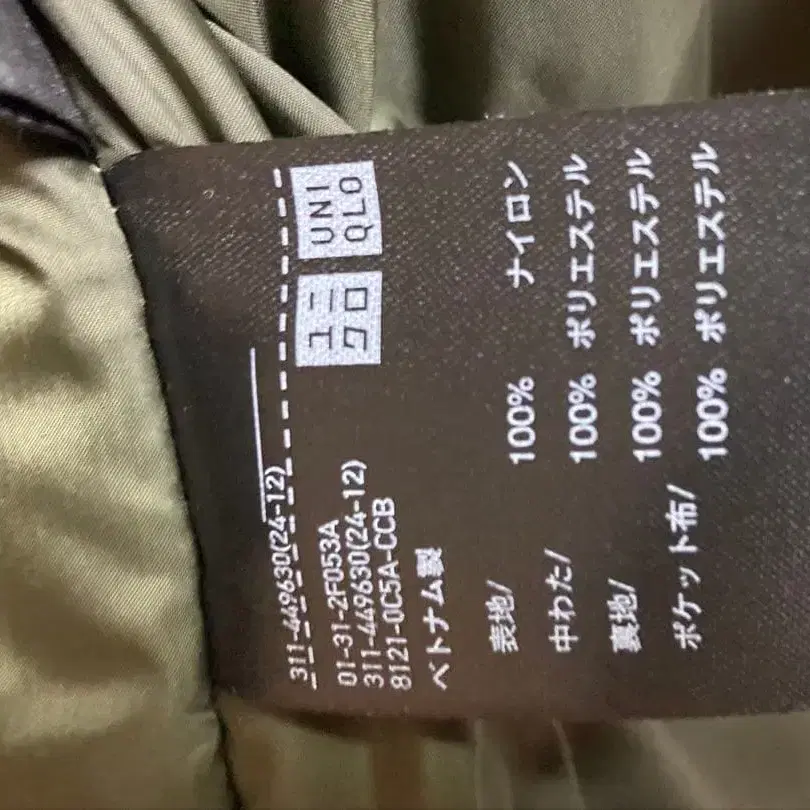 311-449630(24-12)
ユニ
クロ
UNI
QLO
01-31-2F053A
311-449630(24-12)
8121-0C5A-CCB
ベトナム製
表地/ 100% ナイロン
中わた/ 100% ポリエステル
裏地/ 100% ポリエステル
ポケット布/ 100% ポリエステル